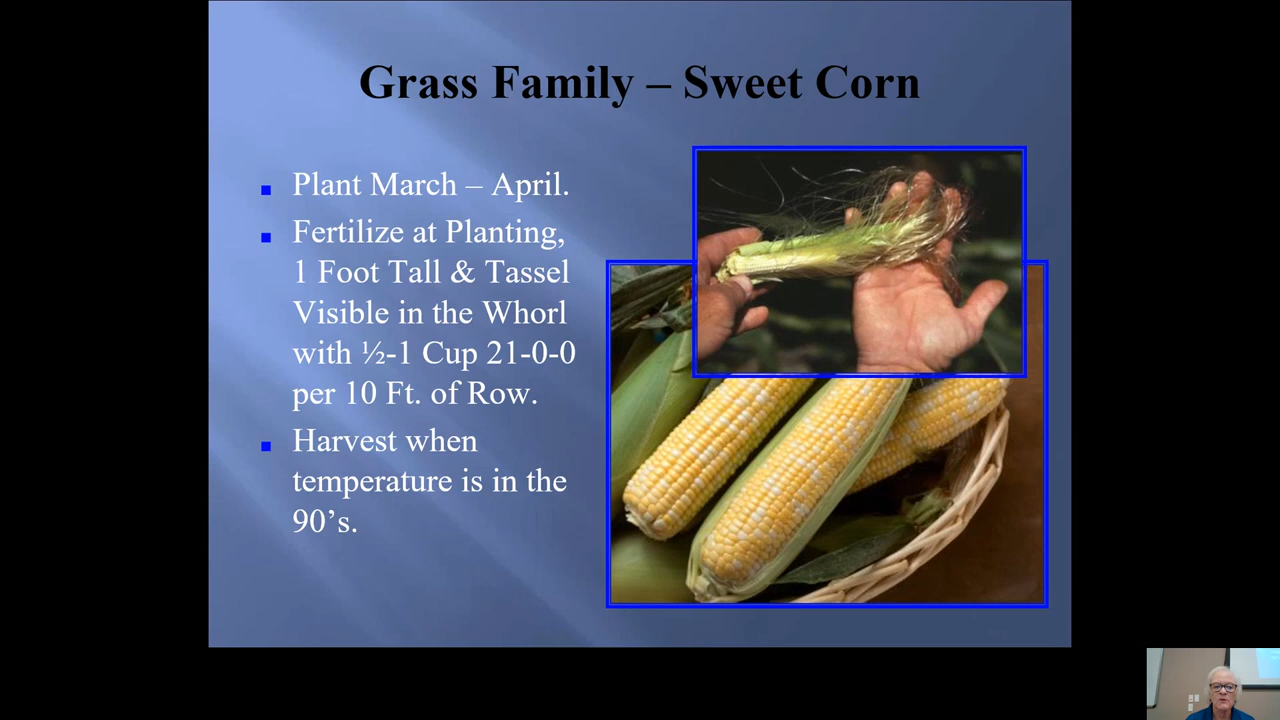 Grass Family – Sweet Corn
Plant March – April.
Fertilize at Planting,
1 Foot Tall & Tassel
Visible in the Whorl
with ½-1 Cup 21-0-0
per 10 Ft. of Row.
Harvest when
temperature is in the
90’s.